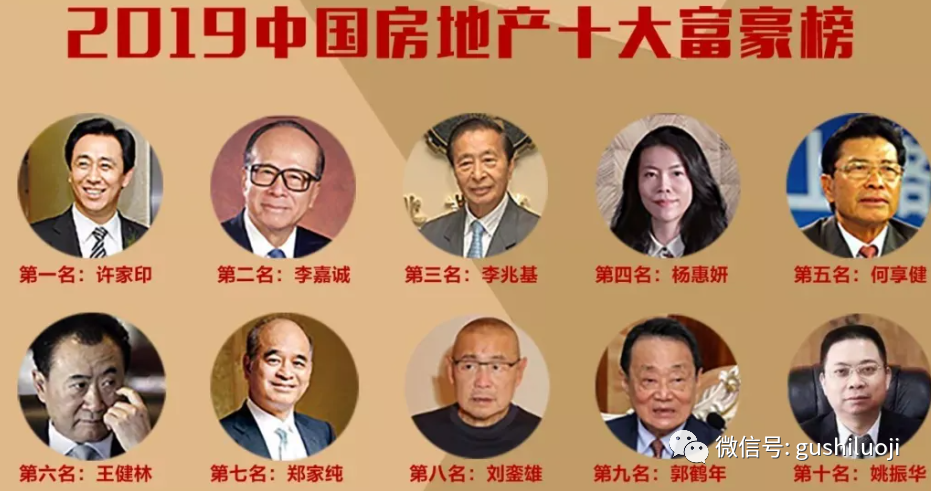 2019中国房地产十大富豪榜
第一名：许家印
第二名：李嘉诚
第三名：李兆基
第四名：杨惠妍
第五名：何享健
第六名：王健林
第七名：郑家纯
第八名：刘銮雄
第九名：郭鹤年
第十名：姚振华
微信号: gushiluoji